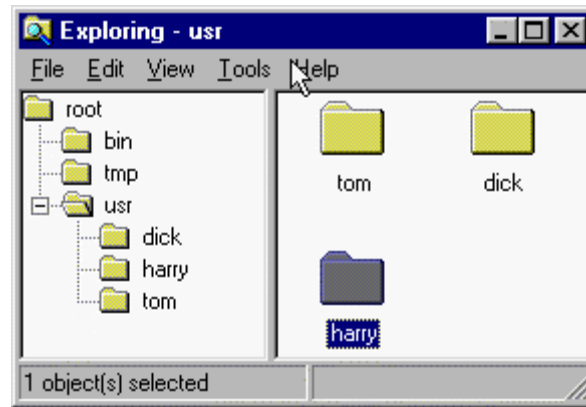 Exploring - usr
File Edit View Tools Help
root
bin
tmp
usr
dick
harry
tom
tom dick
harry
1 object(s) selected